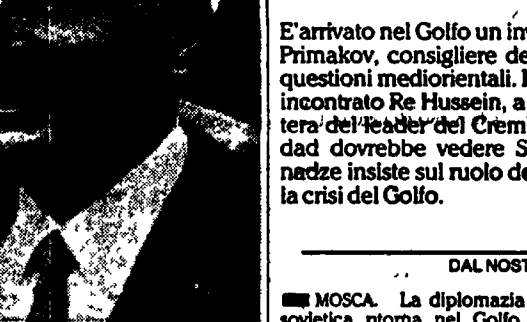 E'arrivato nel Golfo un in
Primakov, consigliere de
questioni mediorientali. I
incontrato Re Hussein, a
tera del leader del Crem
dad dovrebbe vedere S
nadze insiste sul ruolo de
la crisi del Golfo.
DAL NOST
MOSCA. La diplomazia
sovietica ntorna nel Golfo